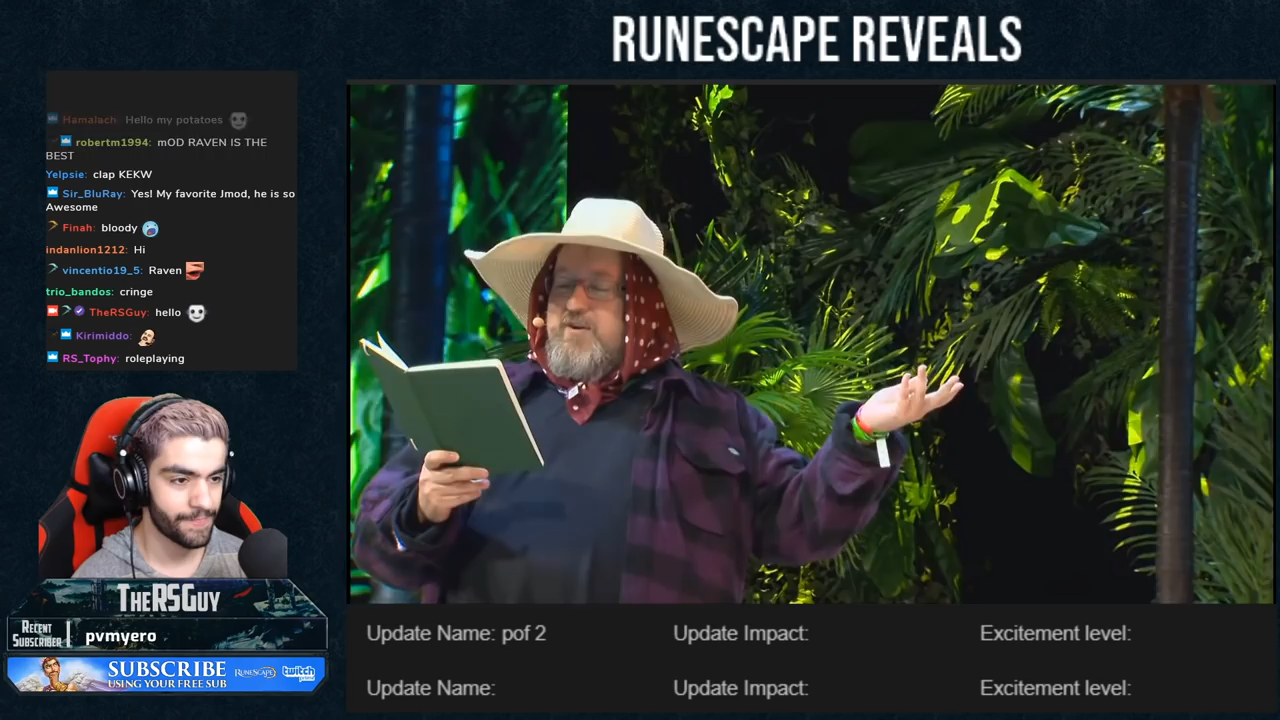 RUNESCAPE REVEALS
Hamalach: Hello my potatoes
robertm1994: mOD RAVEN IS THE
BEST
Yelpsie: clap KEKW
Sir_BluRay: Yes! My favorite Jmod, he is so
Awesome
Finah: bloody
indanlion1212: Hi
vincentio19_5: Raven
trio_bandos: cringe
TheRSGuy: hello
Kirimiddo:
RS_Tophy: roleplaying
TheRSGuy
Recent
Subscriber
pvmyero
SUBSCRIBE
USING YOUR FREE SUB
RuneScape
twitch
prime
Update Name: pof 2 Update Impact: Excitement level:
Update Name: Update Impact: Excitement level: